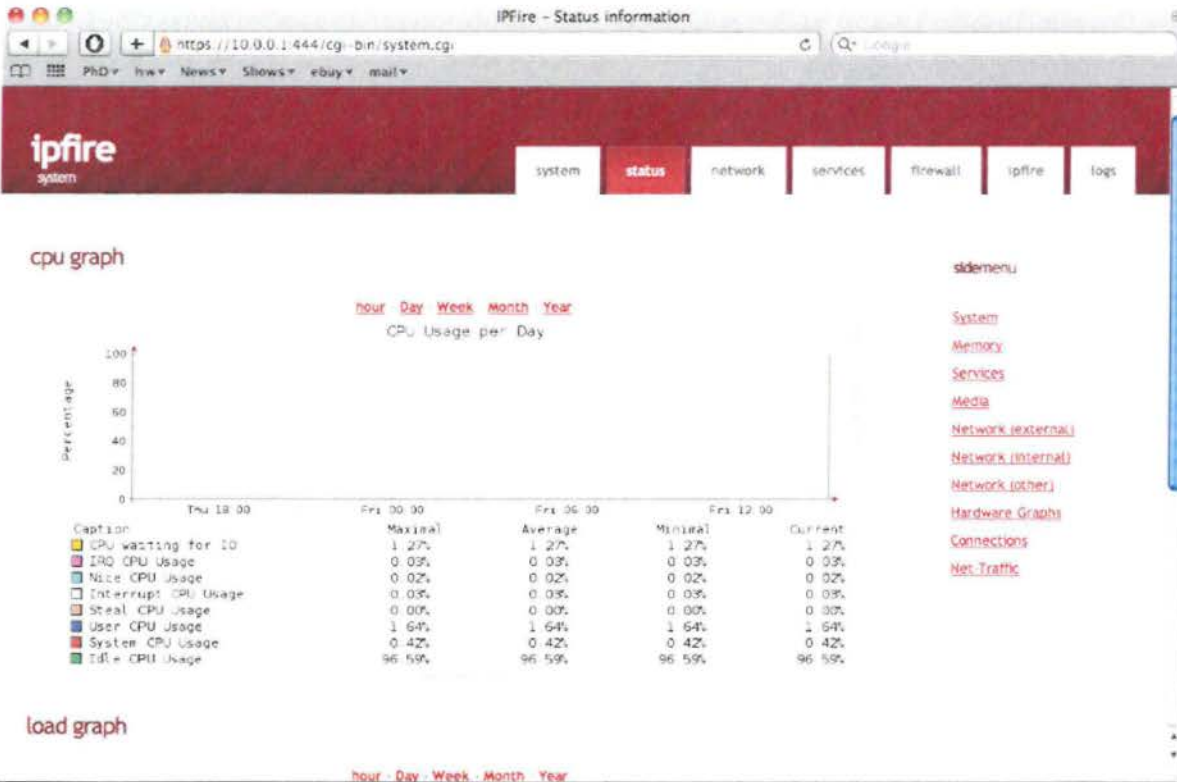 IPFire – Status information
https://10.0.0.1:444/cgi-bin/system.cgi
Google
PhD hw News Shows ebuy mail
ipfire
system
system status network services firewall ipfire logs
cpu graph
hour Day Week Month Year
CPU Usage per Day
Percentage
100
80
60
40
20
0
Thu 18 00 Fri 00 00 Fri 06 00 Fri 12 00
Caption Maximal Average Minimal Current
CPU waiting for IO 1 27% 1 27% 1 27% 1 27%
IRQ CPU Usage 0 03% 0 03% 0 03% 0 03%
Nice CPU Usage 0 02% 0 02% 0 02% 0 02%
Interrupt CPU Usage 0 03% 0 03% 0 03% 0 03%
Steal CPU Usage 0 00% 0 00% 0 00% 0 00%
User CPU Usage 1 64% 1 64% 1 64% 1 64%
System CPU Usage 0 42% 0 42% 0 42% 0 42%
Idle CPU Usage 96 59% 96 59% 96 59% 96 59%
sidemenu
System
Memory
Services
Media
Network (external)
Network (internal)
Network (other)
Hardware Graphs
Connections
Net-Traffic
load graph
hour · Day · Week · Month Year